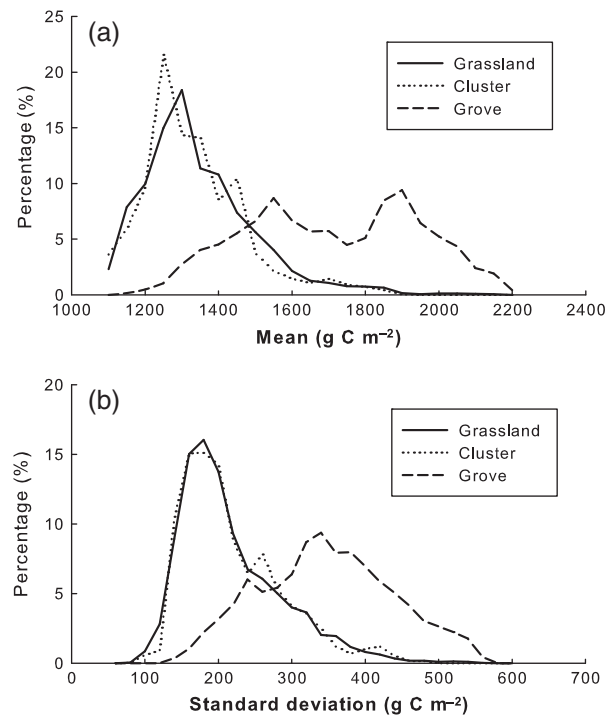 (a)
Grassland
Cluster
Grove
Percentage (%)
25
20
15
10
5
0
1000 1200 1400 1600 1800 2000 2200 2400
Mean (g C m⁻²)
(b)
Grassland
Cluster
Grove
Percentage (%)
20
15
10
5
0
0 100 200 300 400 500 600 700
Standard deviation (g C m⁻²)